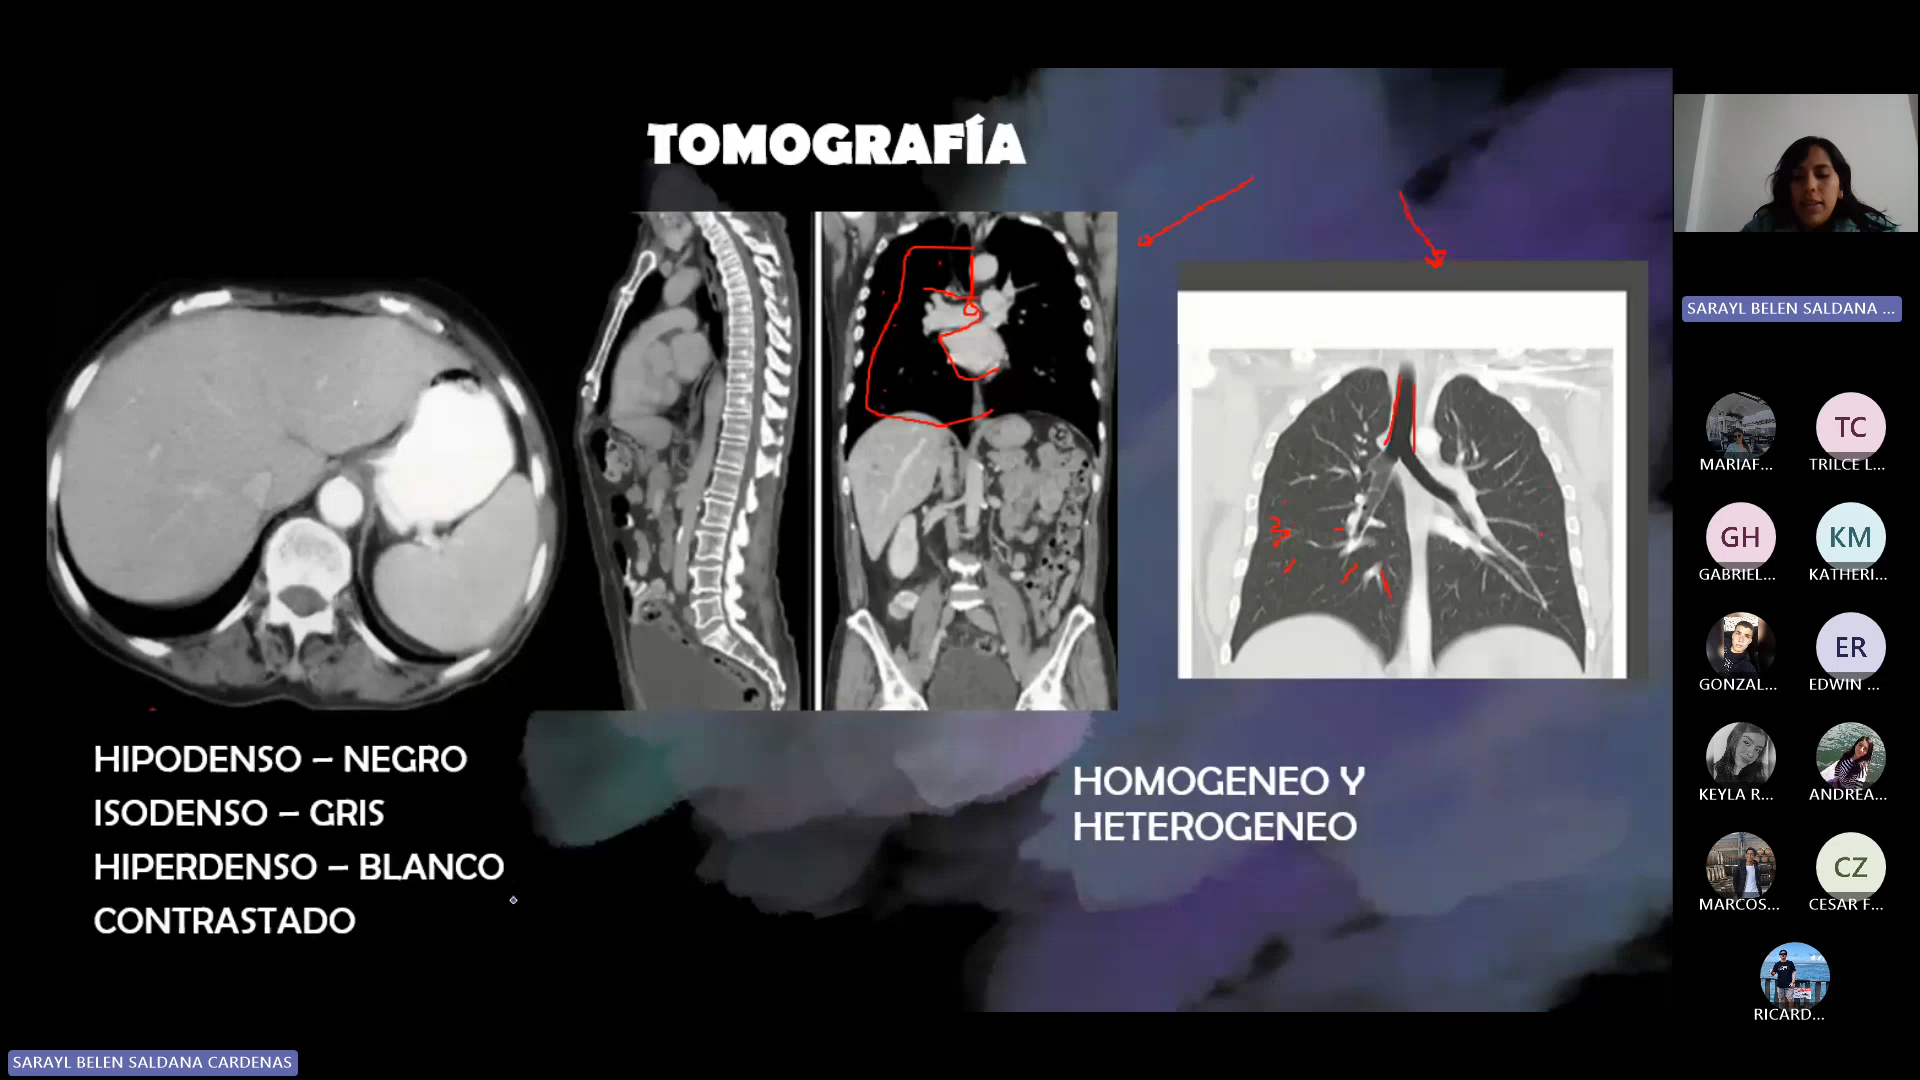 TOMOGRAFÍA
HIPODENSO – NEGRO
ISODENSO – GRIS
HIPERDENSO – BLANCO
CONTRASTADO
HOMOGENEO Y
HETEROGENEO
SARAYL BELEN SALDANA ...
MARIAF...
TC
TRILCE L...
GH
GABRIEL...
KM
KATHERI...
GONZAL...
ER
EDWIN ...
KEYLA R...
ANDREA...
MARCOS...
CZ
CESAR F...
RICARD...
SARAYL BELEN SALDANA CARDENAS